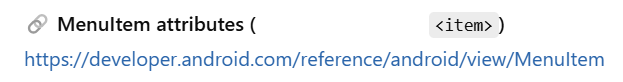 MenuItem attributes ( <item> )
https://developer.android.com/reference/android/view/MenuItem